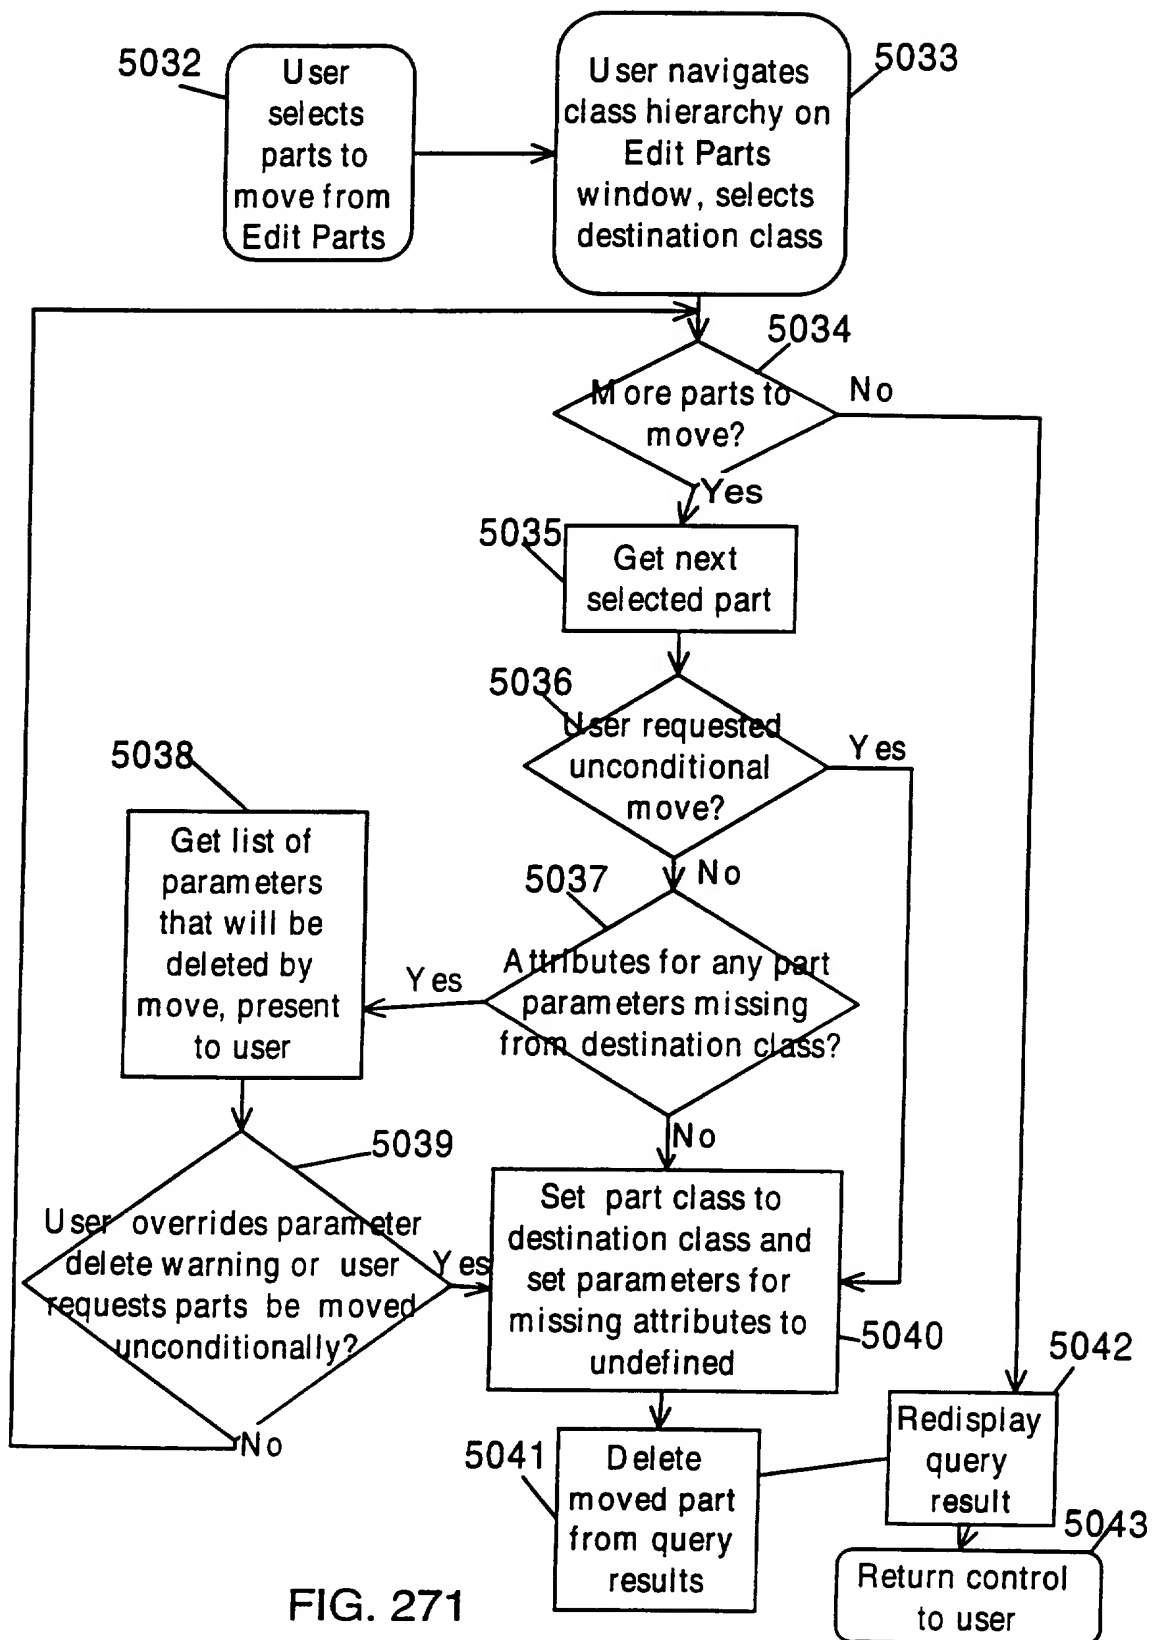 5032
User
selects
parts to
move from
Edit Parts
5033
User navigates
class hierarchy on
Edit Parts
window, selects
destination class
5034
More parts to
move?
No
Yes
5035
Get next
selected part
5036
User requested
unconditional
move?
Yes
No
5038
Get list of
parameters
that will be
deleted by
move, present
to user
5037
Attributes for any part
parameters missing
from destination class?
Yes
No
5039
User overrides parameter
delete warning or user
requests parts be moved
unconditionally?
Yes
No
Set part class to
destination class and
set parameters for
missing attributes to
undefined
5040
5041
Delete
moved part
from query
results
5042
Redisplay
query
result
5043
Return control
to user
FIG. 271